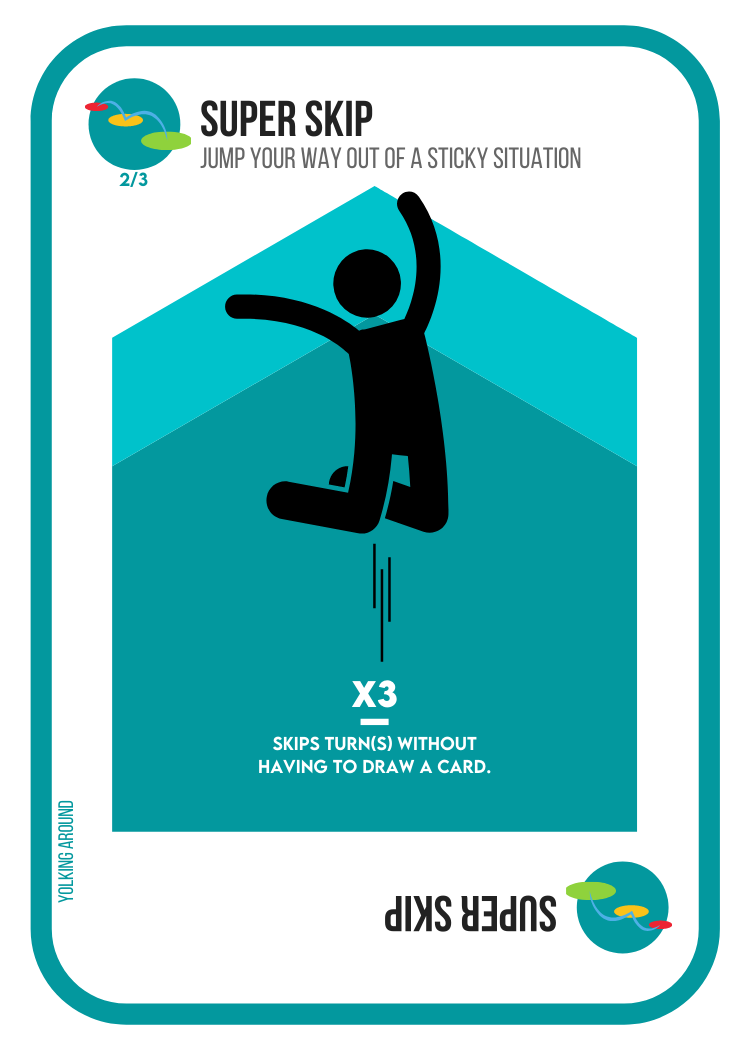 SUPER SKIP
JUMP YOUR WAY OUT OF A STICKY SITUATION
2/3
X3
SKIPS TURN(S) WITHOUT
HAVING TO DRAW A CARD.
YOLKING AROUND
SUPER SKIP